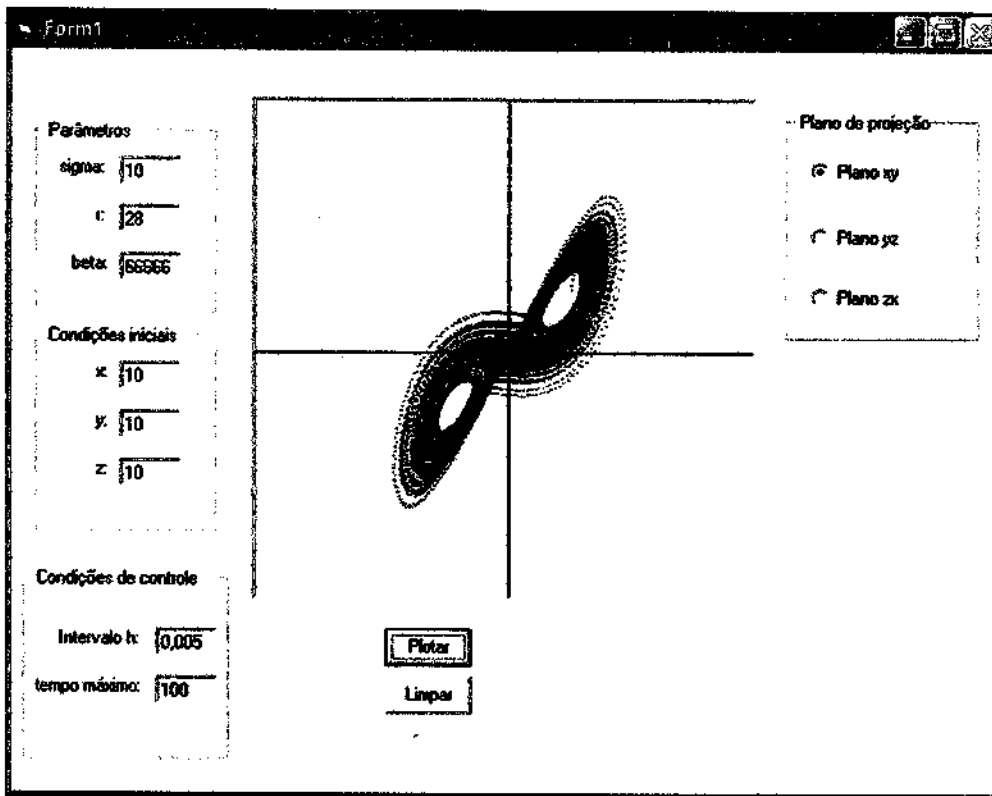 Form1
Parâmetros
sigma: 10
r: 28
beta: 66666
Condições iniciais
x: 10
y: 10
z: 10
Condições de controle
Intervalo h: 0,005
tempo máximo: 100
Plotar
Limpar
Plano de projeção
Plano xy
Plano yz
Plano zx